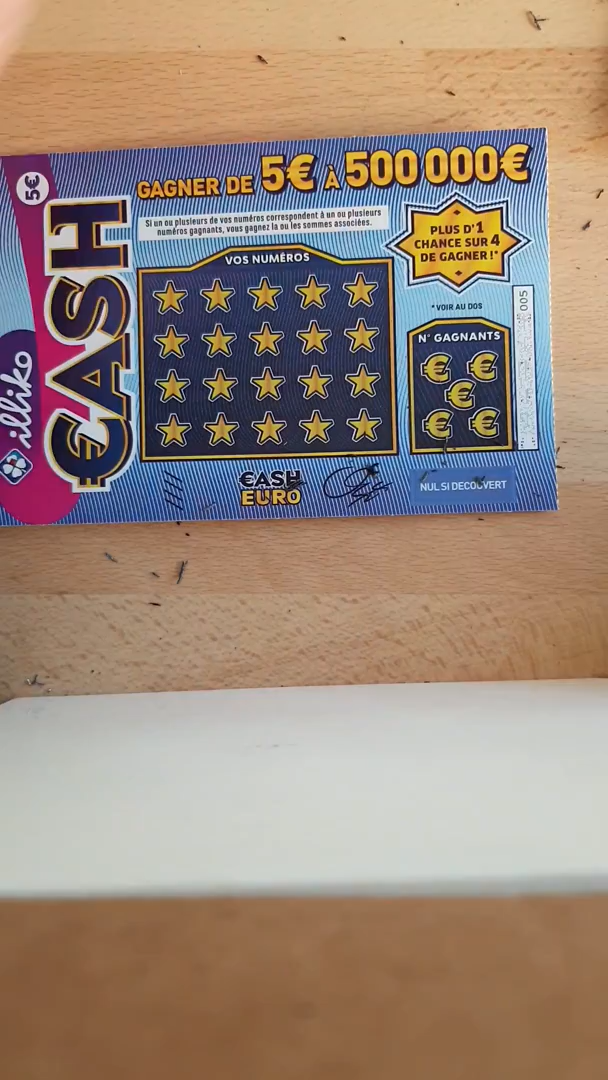 5€
illiko
CASH
GAGNER DE 5€ À 500 000€
Si un ou plusieurs de vos numéros correspondent à un ou plusieurs
numéros gagnants, vous gagnez la ou les sommes associées.
PLUS D'1
CHANCE SUR 4
DE GAGNER !*
* VOIR AU DOS
VOS NUMÉROS
N° GAGNANTS
005
CASH
EURO
NUL SI DÉCOUVERT